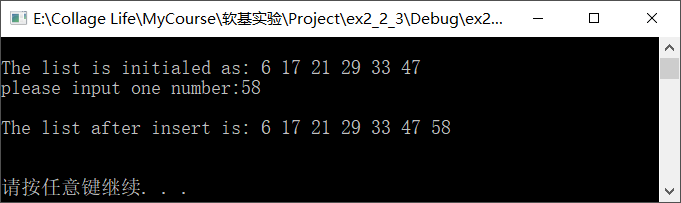 E:\Collage Life\MyCourse\软基实验\Project\ex2_2_3\Debug\ex2...
The list is initialed as: 6 17 21 29 33 47
please input one number:58
The list after insert is: 6 17 21 29 33 47 58
请按任意键继续. . .